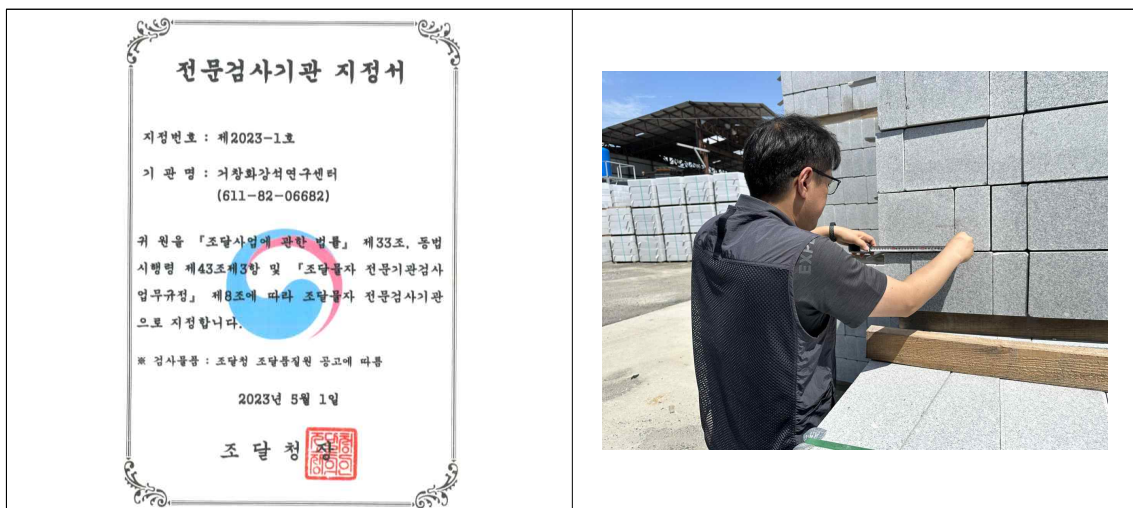 전문검사기관 지정서
지정번호 : 제2023-1호
기 관 명 : 거창화강석연구센터
(611-82-06682)
귀 원을 『조달사업에 관한 법률』 제33조, 동법
시행령 제43조제3항 및 『조달물자 전문기관검사
업무규정』 제8조에 따라 조달물자 전문검사기관
으로 지정합니다.
※ 검사물품 : 조달청 조달품질원 공고에 따름
2023년 5월 1일
조 달 청 장
EXP